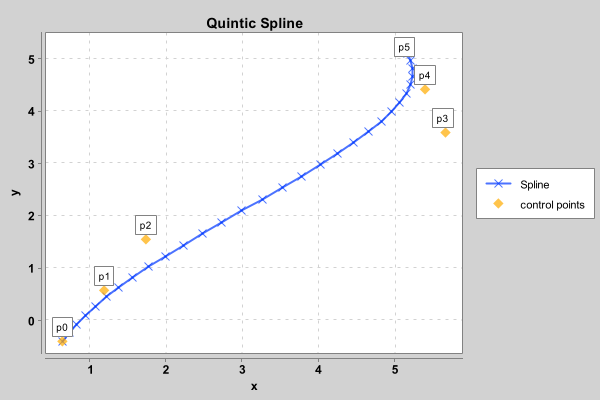 Quintic Spline
p5
5
p4
4
p3
3
y
2
p2
1
p1
0
p0
1 2 3 4 5
x
Spline
control points